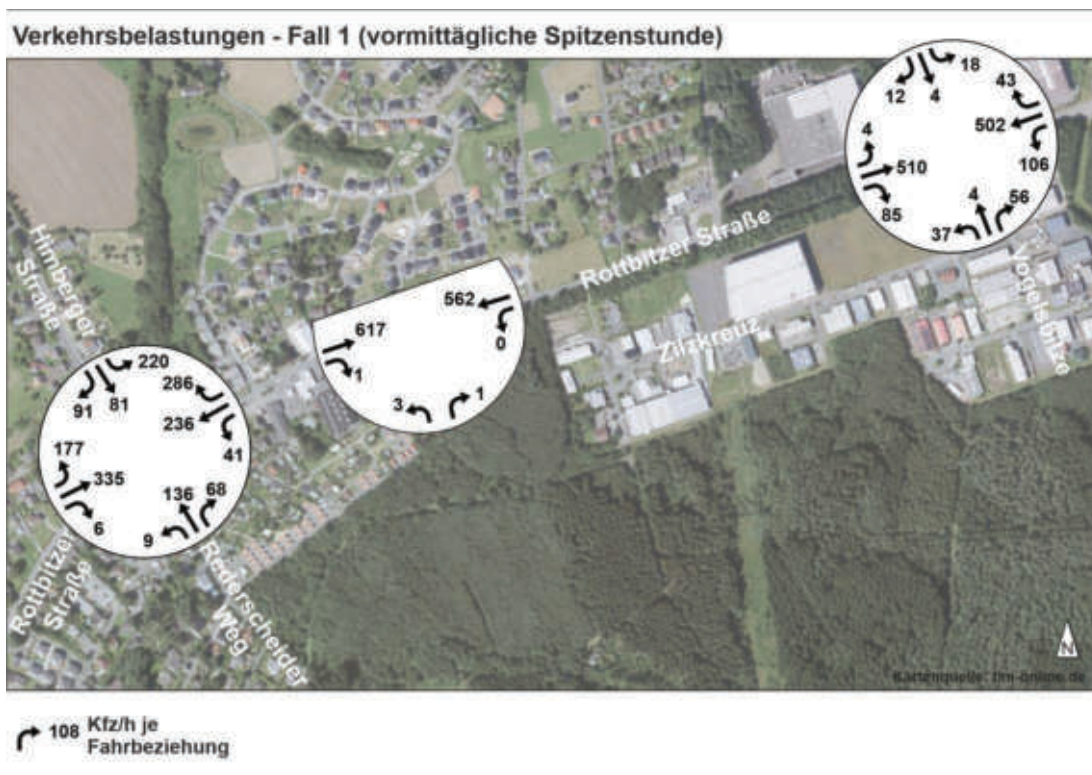 Verkehrsbelastungen - Fall 1 (vormittägliche Spitzenstunde)
12
4
18
43
502
106
4
510
85
37
4
56
Himberger
Straße
Rottbitzer Straße
Zilzkreuz
Vogelsbitze
617
1
562
0
3
1
91
81
220
286
236
41
177
335
6
9
136
68
Rottbitzer
Straße
Rederscheider
Weg
N
Kartenquelle: tim-online.de
108 Kfz/h je
Fahrbeziehung